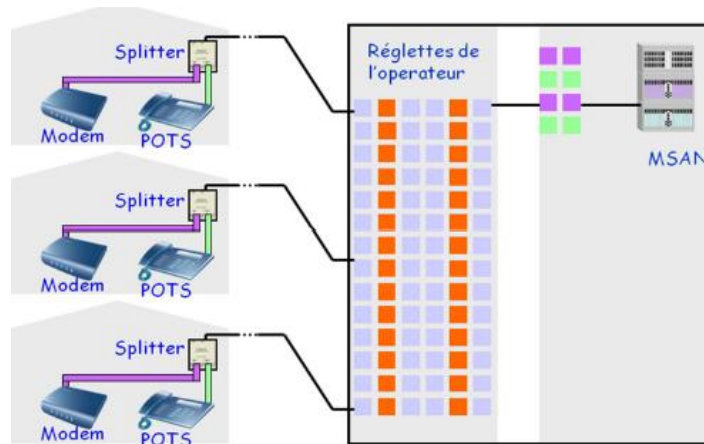 Splitter
Modem
POTS
Splitter
Modem
POTS
Splitter
Modem
POTS
Réglettes de
l'operateur
MSAN